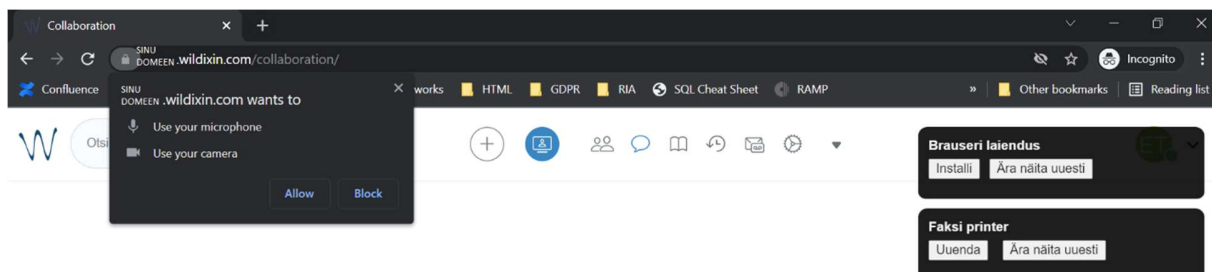 Collaboration
SINU
DOMEEN.wildixin.com/collaboration/
Incognito
Confluence
works
HTML
GDPR
RIA
SQL Cheat Sheet
RAMP
»
Other bookmarks
Reading list
SINU
DOMEEN.wildixin.com wants to
Use your microphone
Use your camera
Allow
Block
Otsi
Brauseri laiendus
Installi
Ära näita uuesti
Faksi printer
Uuenda
Ära näita uuesti